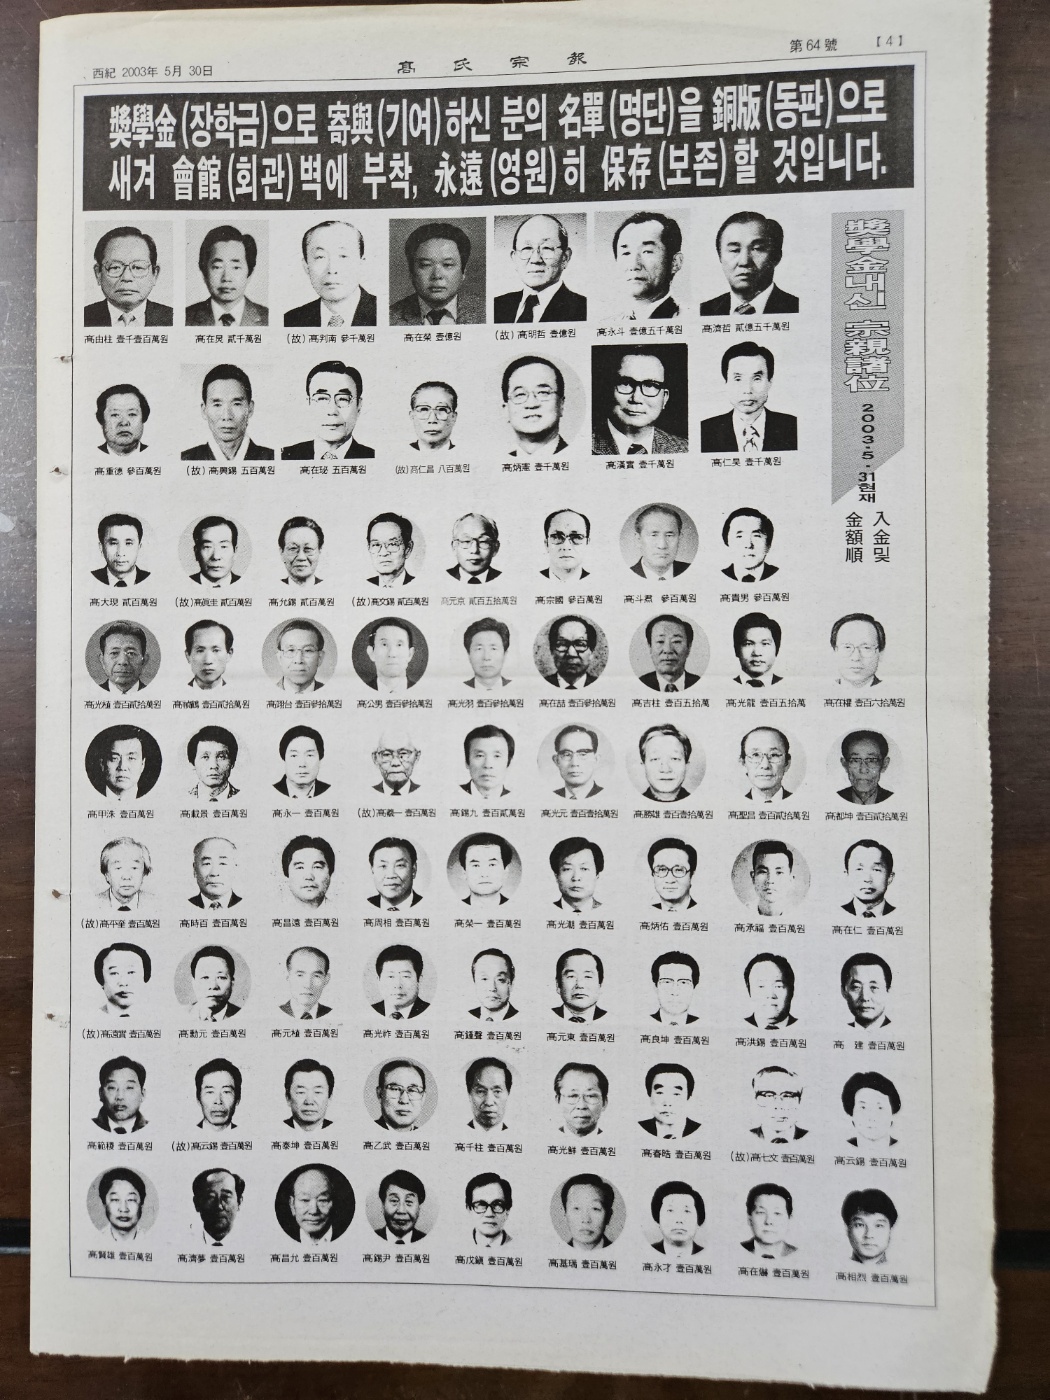 西紀 2003年 5月 30日
高氏宗報
第64號 【4】
獎學金(장학금)으로 寄與(기여)하신 분의 名單(명단)을 銅版(동판)으로
새겨 會館(회관)벽에 부착, 永遠(영원)히 保存(보존)할 것입니다.
獎學金내신 宗親諸位
2003.5.31현재
入金및
金額順
高由柱 壹千壹百萬원
高在炅 貳千萬원
(故)高判南 參千萬원
高在榮 壹億원
(故)高明哲 壹億원
高永斗 壹億五千萬원
高濟哲 貳億五千萬원
高重德 參百萬원
(故)高興錫 五百萬원
高在珌 五百萬원
(故)高仁昌 八百萬원
高炳憲 壹千萬원
高漢實 壹千萬원
高仁昊 壹千萬원
高大現 貳百萬원
(故)高眞圭 貳百萬원
高允錫 貳百萬원
(故)高文錫 貳百萬원
高元京 貳百五拾萬원
高宗國 參百萬원
高斗煮 參百萬원
高貴男 參百萬원
高光植 壹百貳拾萬원
高禎鶴 壹百貳拾萬원
高翊台 壹百參拾萬원
高公男 壹百參拾萬원
高光羽 壹百參拾萬원
高在喆 壹百參拾萬원
高吉柱 壹百五拾萬
高光龍 壹百五拾萬
高在糶 壹百六拾萬원
高甲洙 壹百萬원
高載景 壹百萬원
高永一 壹百萬원
(故)高義一 壹百萬원
高錫九 壹百貳萬원
高光元 壹百壹拾萬원
高勝雄 壹百壹拾萬원
高聖昌 壹百貳拾萬원
高都坤 壹百貳拾萬원
(故)高平奎 壹百萬원
高時百 壹百萬원
高昌遠 壹百萬원
高周相 壹百萬원
高榮一 壹百萬원
高光潮 壹百萬원
高炳佑 壹百萬원
高承福 壹百萬원
高在仁 壹百萬원
(故)高遠實 壹百萬원
高勳元 壹百萬원
高元植 壹百萬원
高光祚 壹百萬원
高鍾聲 壹百萬원
高元東 壹百萬원
高良坤 壹百萬원
高洪錫 壹百萬원
高 建 壹百萬원
高範稷 壹百萬원
(故)高云錫 壹百萬원
高泰坤 壹百萬원
高乙武 壹百萬원
高千柱 壹百萬원
高光鮮 壹百萬원
高春晧 壹百萬원
(故)高七文 壹百萬원
高云錫 壹百萬원
高賢雄 壹百萬원
高濟夢 壹百萬원
高昌允 壹百萬원
高錫尹 壹百萬원
高戊鎭 壹百萬원
高基瑀 壹百萬원
高永才 壹百萬원
高在 壹百萬원
高相烈 壹百萬원